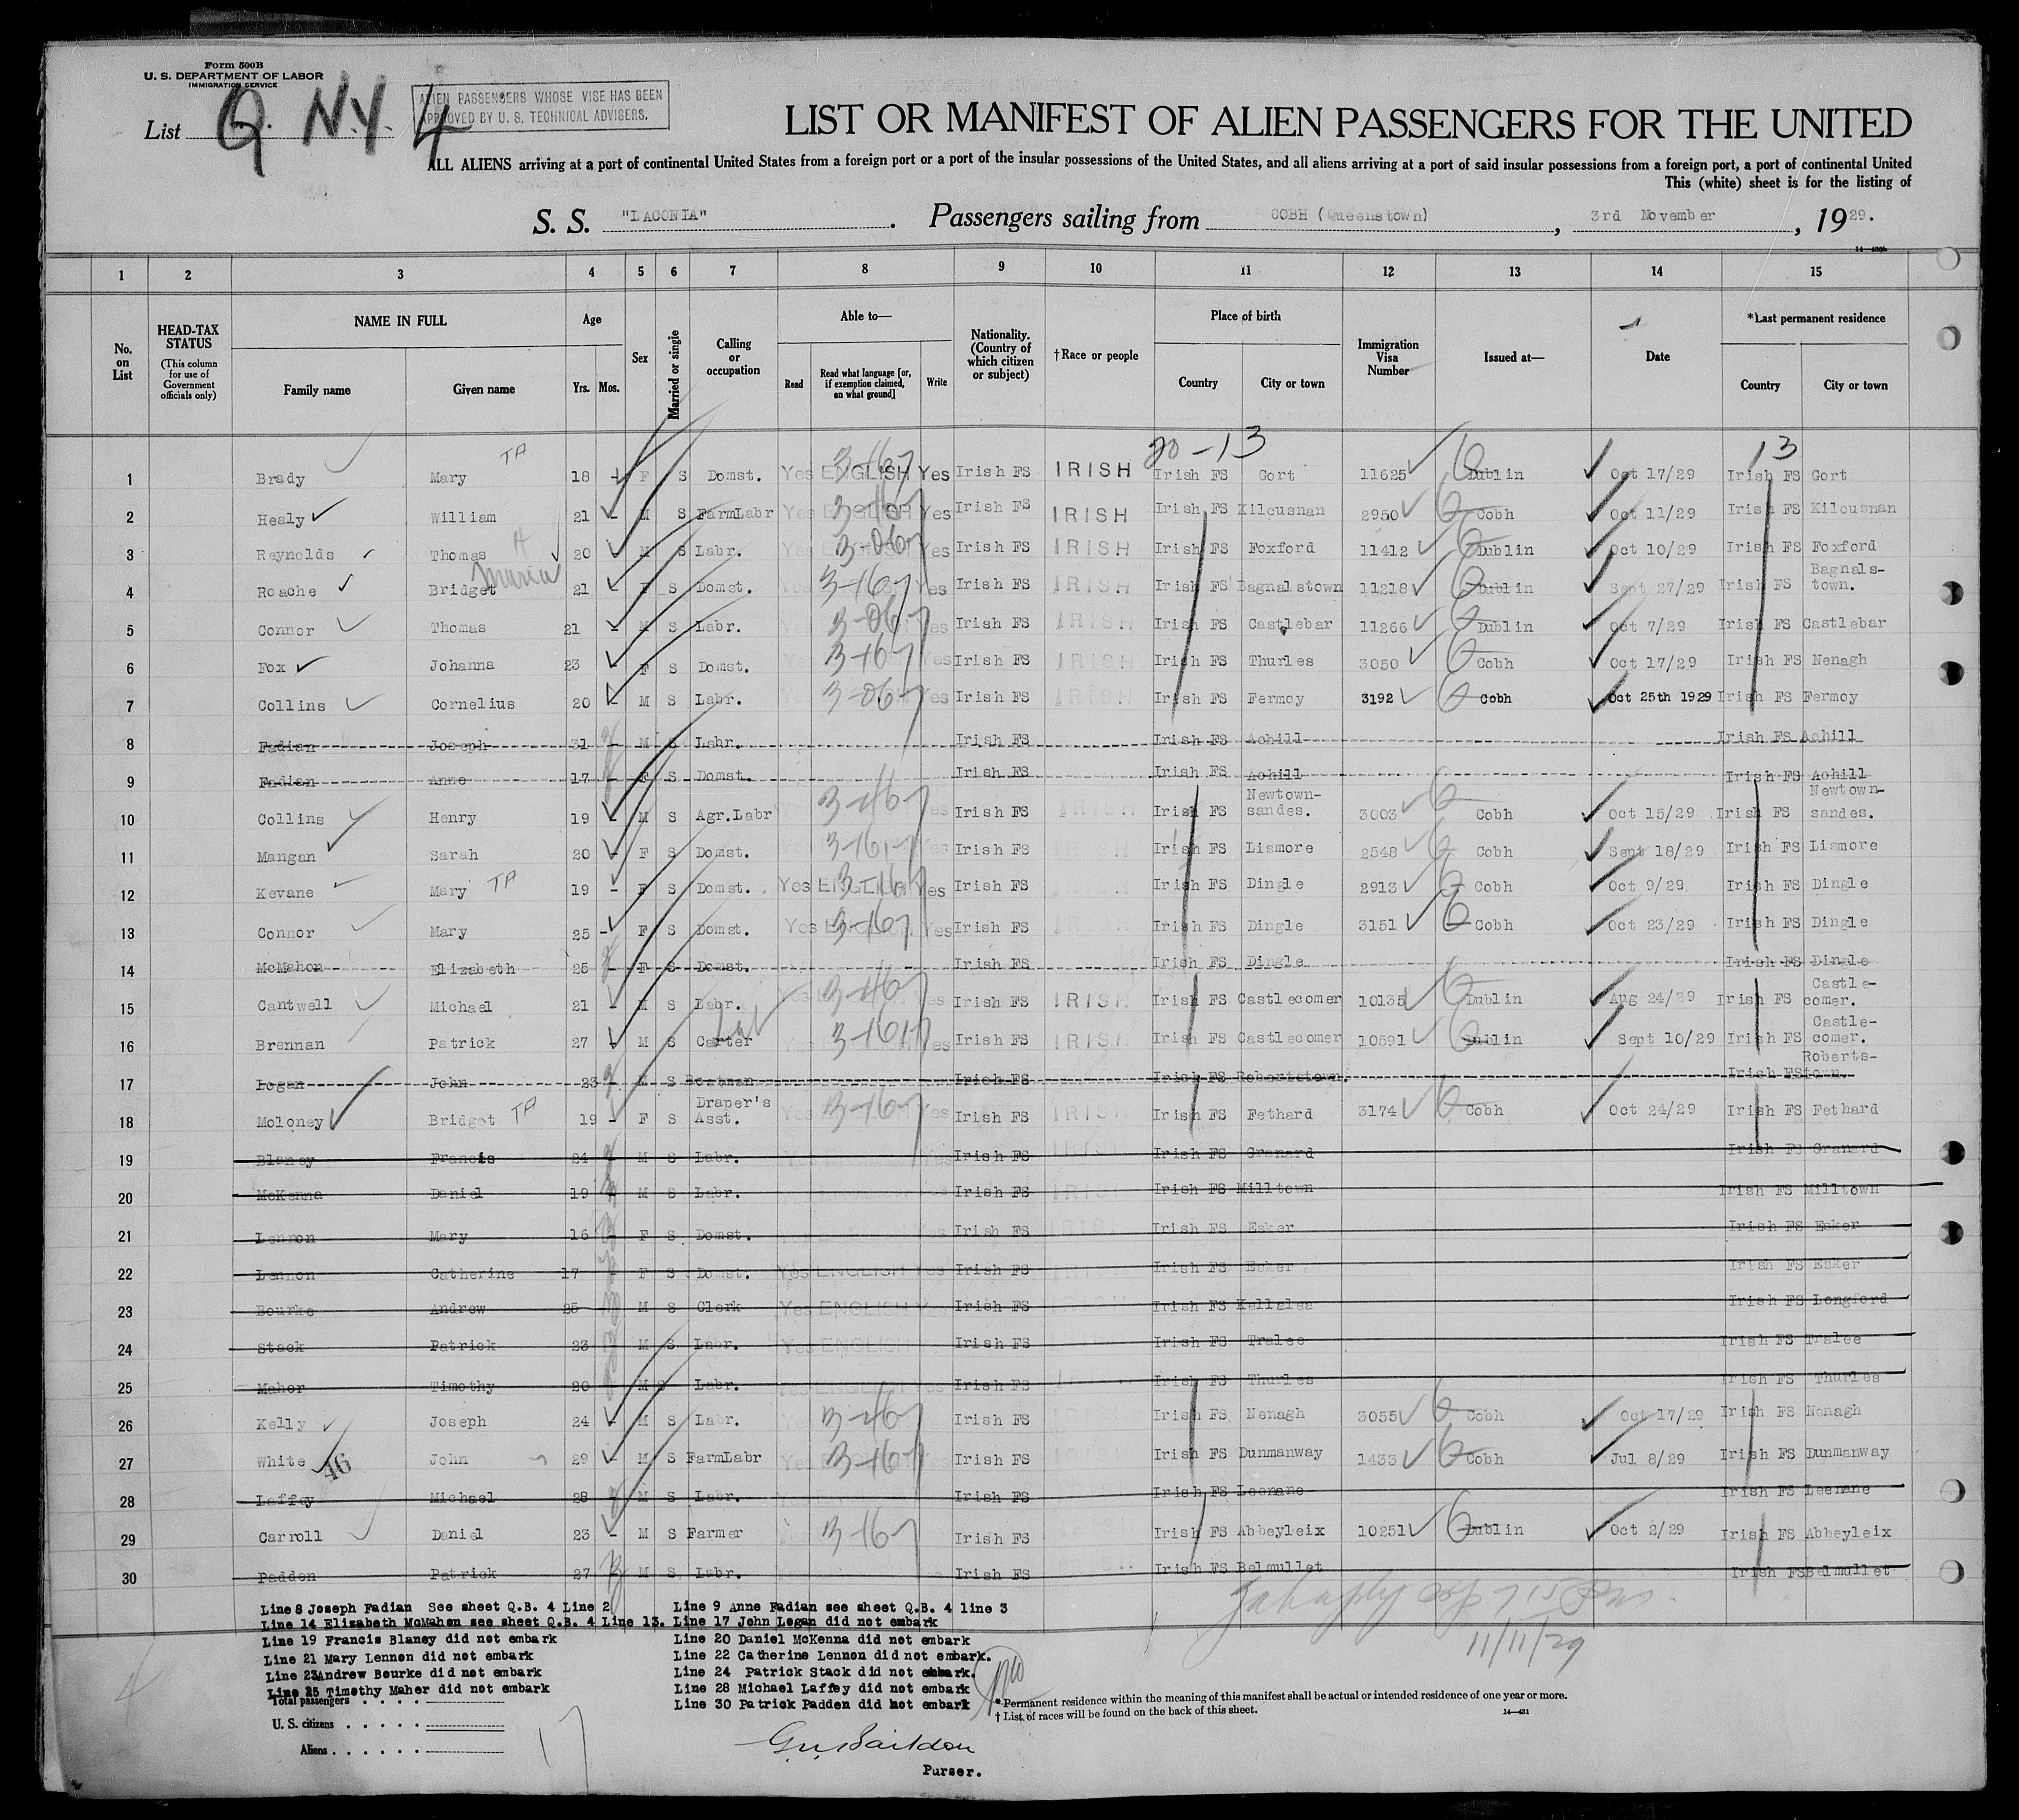 Form 500B
U. S. DEPARTMENT OF LABOR
IMMIGRATION SERVICE
List Q. N.Y. 4
ALIEN PASSENGERS WHOSE VISE HAS BEEN
APPROVED BY U. S. TECHNICAL ADVISERS.
LIST OR MANIFEST OF ALIEN PASSENGERS FOR THE UNITED
ALL ALIENS arriving at a port of continental United States from a foreign port or a port of the insular possessions of the United States, and all aliens arriving at a port of said insular possessions from a foreign port, a port of continental United
This (white) sheet is for the listing of
S. S. "LACONIA". Passengers sailing from COBH (Queenstown), 3rd November, 1929.
1 2 3 4 5 6 7 8 9 10 11 12 13 14 15
No. on List
HEAD-TAX STATUS
(This column for use of Government officials only)
NAME IN FULL
Family name Given name
Age
Yrs. Mos.
Sex
Married or single
Calling or occupation
Able to—
Read
Read what language [or, if exemption claimed, on what ground]
Write
Nationality. (Country of which citizen or subject)
†Race or people
Place of birth
Country City or town
Immigration Visa Number
Issued at—
Date
*Last permanent residence
Country City or town
20-13 13
1 Brady Mary TA 18 - F S Domst. Yes ENGLISH Yes Irish FS IRISH Irish FS Gort 11625 Dublin Oct 17/29 Irish FS Gort
2 Healy William 21 - M S FarmLabr Yes ENGLISH Yes Irish FS IRISH Irish FS Kilcusnan 2950 Cobh Oct 11/29 Irish FS Kilcusnan
3 Reynolds Thomas 20 M S Labr. Yes Yes Irish FS IRISH Irish FS Foxford 11412 Dublin Oct 10/29 Irish FS Foxford
4 Roache Bridget Maria 21 - F S Domst. Yes Yes Irish FS IRISH Irish FS Bagnalstown 11218 Dublin Sept 27/29 Irish FS Bagnals-town.
5 Connor Thomas 21 - M S Labr. Yes Irish FS IRISH Irish FS Castlebar 11266 Dublin Oct 7/29 Irish FS Castlebar
6 Fox Johanna 23 F S Domst. Yes Irish FS IRISH Irish FS Thurles 3050 Cobh Oct 17/29 Irish FS Nenagh
7 Collins Cornelius 20 - M S Labr. Yes Irish FS IRISH Irish FS Fermoy 3192 Cobh Oct 25th 1929 Irish FS Fermoy
8 Fadian Joseph 31 - M S Labr. Irish FS Irish FS Achill Irish FS Achill
9 Fadian Anne 17 - F S Domst. Irish FS Irish FS Achill Irish FS Achill
10 Collins Henry 19 - M S Agr.Labr Yes Irish FS IRISH Irish FS Newtown-sandes. 3003 Cobh Oct 15/29 Irish FS Newtown-sandes.
11 Mangan Sarah 20 - F S Domst. Yes Irish FS Irish FS Lismore 2548 Cobh Sept 18/29 Irish FS Lismore
12 Kevane Mary TA 19 - F S Domst. Yes ENGLISH Yes Irish FS Irish FS Dingle 2913 Cobh Oct 9/29 Irish FS Dingle
13 Connor Mary 25 - F S Domst. Yes Yes Irish FS Irish FS Dingle 3151 Cobh Oct 23/29 Irish FS Dingle
14 McMahon Elizabeth 25 F S Domst. Irish FS Irish FS Dingle Irish FS Dingle
15 Cantwell Michael 21 - M S Labr. Yes Yes Irish FS IRISH Irish FS Castlecomer 10135 Dublin Aug 24/29 Irish FS Castle-comer.
16 Brennan Patrick 27 - M S Carter Lab Yes Irish FS IRISH Irish FS Castlecomer 10591 Dublin Sept 10/29 Irish FS Castle-comer.
17 Logan John 23 M S Boatman Irish FS Irish FS Robertstown. Irish FS Roberts-town.
18 Moloney Bridget TA 19 - F S Draper's Asst. Yes Yes Irish FS IRISH Irish FS Fethard 3174 Cobh Oct 24/29 Irish FS Fethard
19 Blaney Francis 24 - M S Labr. Yes Yes Irish FS Irish FS Granard Irish FS Granard
20 McKenna Daniel 19 M S Labr. Yes Irish FS IRISH Irish FS Milltown Irish FS Milltown
21 Lennon Mary 16 - F S Domst. Yes Irish FS Irish FS Esker Irish FS Esker
22 Lennon Catherine 17 - F S Domst. Yes ENGLISH Yes Irish FS Irish FS Esker Irish FS Esker
23 Bourke Andrew 25 M S Clerk Yes ENGLISH Irish FS Irish FS Kellalea Irish FS Longford
24 Stack Patrick 23 M S Labr. Yes ENGLISH Irish FS Irish FS Tralee Irish FS Tralee
25 Maher Timothy 20 M S Labr. Yes Irish FS Irish FS Thurles Irish FS Thurles
26 Kelly Joseph 24 - M S Labr. Yes Irish FS Irish FS Nenagh 3055 Cobh Oct 17/29 Irish FS Nenagh
27 White 46 John 29 - M S FarmLabr Yes Irish FS Irish FS Dunmanway 1433 Cobh Jul 8/29 Irish FS Dunmanway
28 Laffey Michael 28 M S Labr. Irish FS Irish FS Leenane Irish FS Leenane
29 Carroll Daniel 23 - M S Farmer Irish FS Irish FS Abbeyleix 10251 Dublin Oct 2/29 Irish FS Abbeyleix
30 Padden Patrick 27 M S Labr. Irish FS Irish FS Belmullet Irish FS Belmullet
11/11/29
Line 8 Joseph Fadian See sheet Q.B. 4 Line 2 Line 9 Anne Fadian see sheet Q.B. 4 line 3
Line 14 Elizabeth McMahon see sheet Q.B. 4 Line 13. Line 17 John Logan did not embark
Line 19 Francis Blaney did not embark Line 20 Daniel McKenna did not embark
Line 21 Mary Lennon did not embark Line 22 Catherine Lennon did not embark.
Line 23Andrew Bourke did not embark Line 24 Patrick Stack did not embark.
Line 25 Timothy Maher did not embark Line 28 Michael Laffey did not embark
Line 30 Patrick Padden did not embark
Total passengers
U. S. citizens
Aliens
17
* Permanent residence within the meaning of this manifest shall be actual or intended residence of one year or more.
† List of races will be found on the back of this sheet.
14—431
Purser.